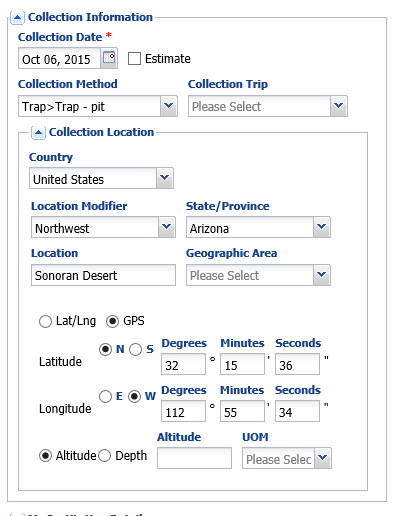 Collection Information
Collection Date *
Oct 06, 2015 Estimate
Collection Method Collection Trip
Trap>Trap - pit Please Select
Collection Location
Country
United States
Location Modifier State/Province
Northwest Arizona
Location Geographic Area
Sonoran Desert Please Select
Lat/Lng GPS
N S Degrees Minutes Seconds
Latitude 32 ° 15 ' 36 "
E W Degrees Minutes Seconds
Longitude 112 ° 55 ' 34 "
Altitude UOM
Altitude Depth Please Selec